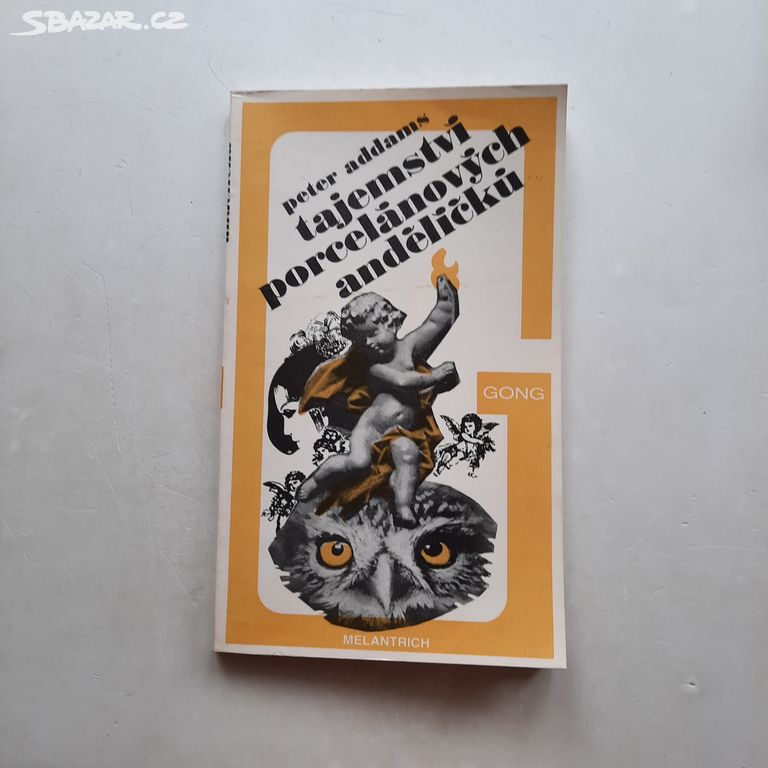 SBAZAR.CZ
peter addams
tajemství
porcelánových
andělíčků
GONG
MELANTRICH